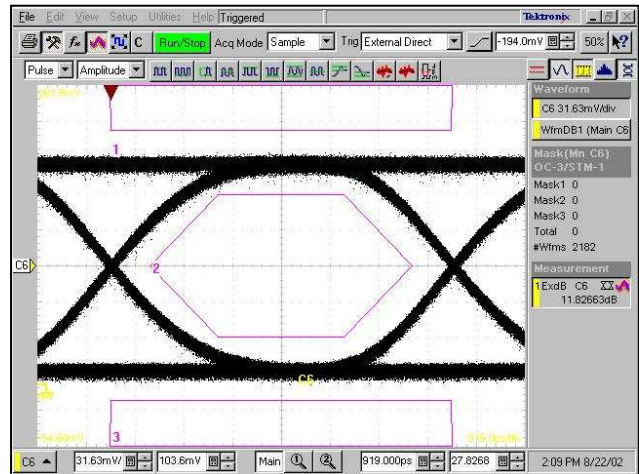 File Edit View Setup Utilities Help Triggered Tektronix
C Run/Stop Acq Mode Sample Trig External Direct -194.0mV 50%
Pulse Amplitude
Waveform
C6 31.63mV/div
WfmDB1 (Main C6
Mask(Mn C6)
OC-3/STM-1
Mask1 0
Mask2 0
Mask3 0
Total 0
#Wfms 2182
Measurement
1 ExdB C6
11.82663dB
1
C6
2
C6
3
C6 31.63mV/ 103.6mV Main 919.000ps 27.8268 2:09 PM 8/22/02